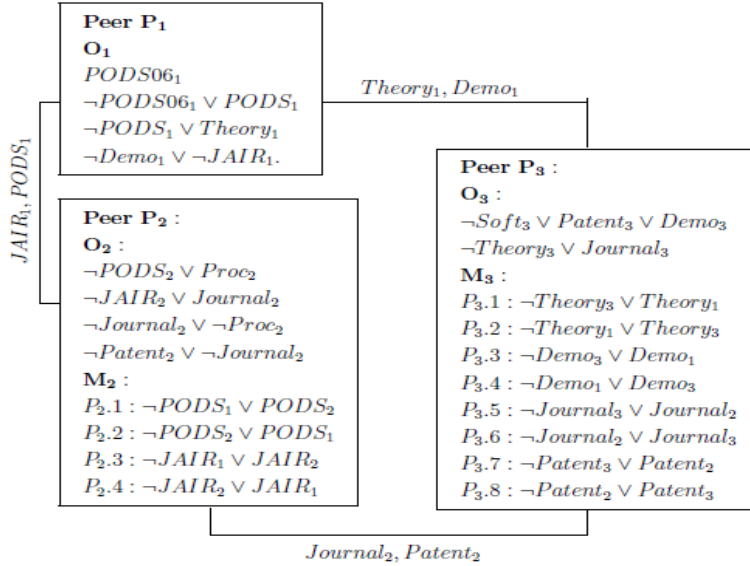 Peer P₁
O₁
PODS06₁
¬PODS06₁ ∨ PODS₁
¬PODS₁ ∨ Theory₁
¬Demo₁ ∨ ¬JAIR₁.
Theory₁, Demo₁
JAIR₁, PODS₁
Peer P₂ :
O₂ :
¬PODS₂ ∨ Proc₂
¬JAIR₂ ∨ Journal₂
¬Journal₂ ∨ ¬Proc₂
¬Patent₂ ∨ ¬Journal₂
M₂ :
P₂.1 : ¬PODS₁ ∨ PODS₂
P₂.2 : ¬PODS₂ ∨ PODS₁
P₂.3 : ¬JAIR₁ ∨ JAIR₂
P₂.4 : ¬JAIR₂ ∨ JAIR₁
Peer P₃ :
O₃ :
¬Soft₃ ∨ Patent₃ ∨ Demo₃
¬Theory₃ ∨ Journal₃
M₃ :
P₃.1 : ¬Theory₃ ∨ Theory₁
P₃.2 : ¬Theory₁ ∨ Theory₃
P₃.3 : ¬Demo₃ ∨ Demo₁
P₃.4 : ¬Demo₁ ∨ Demo₃
P₃.5 : ¬Journal₃ ∨ Journal₂
P₃.6 : ¬Journal₂ ∨ Journal₃
P₃.7 : ¬Patent₃ ∨ Patent₂
P₃.8 : ¬Patent₂ ∨ Patent₃
Journal₂, Patent₂